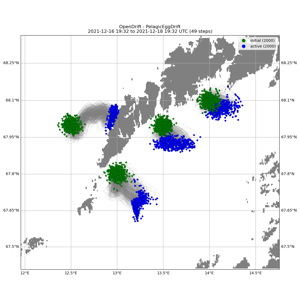 OpenDrift - PelagicEggDrift
2021-12-16 19:32 to 2021-12-18 19:32 UTC (49 steps)
initial (2000)
active (2000)
68.25°N
68.25°N
68.1°N
68.1°N
67.95°N
67.95°N
67.8°N
67.8°N
67.65°N
67.65°N
67.5°N
67.5°N
12°E
12.5°E
13°E
13.5°E
14°E
14.5°E